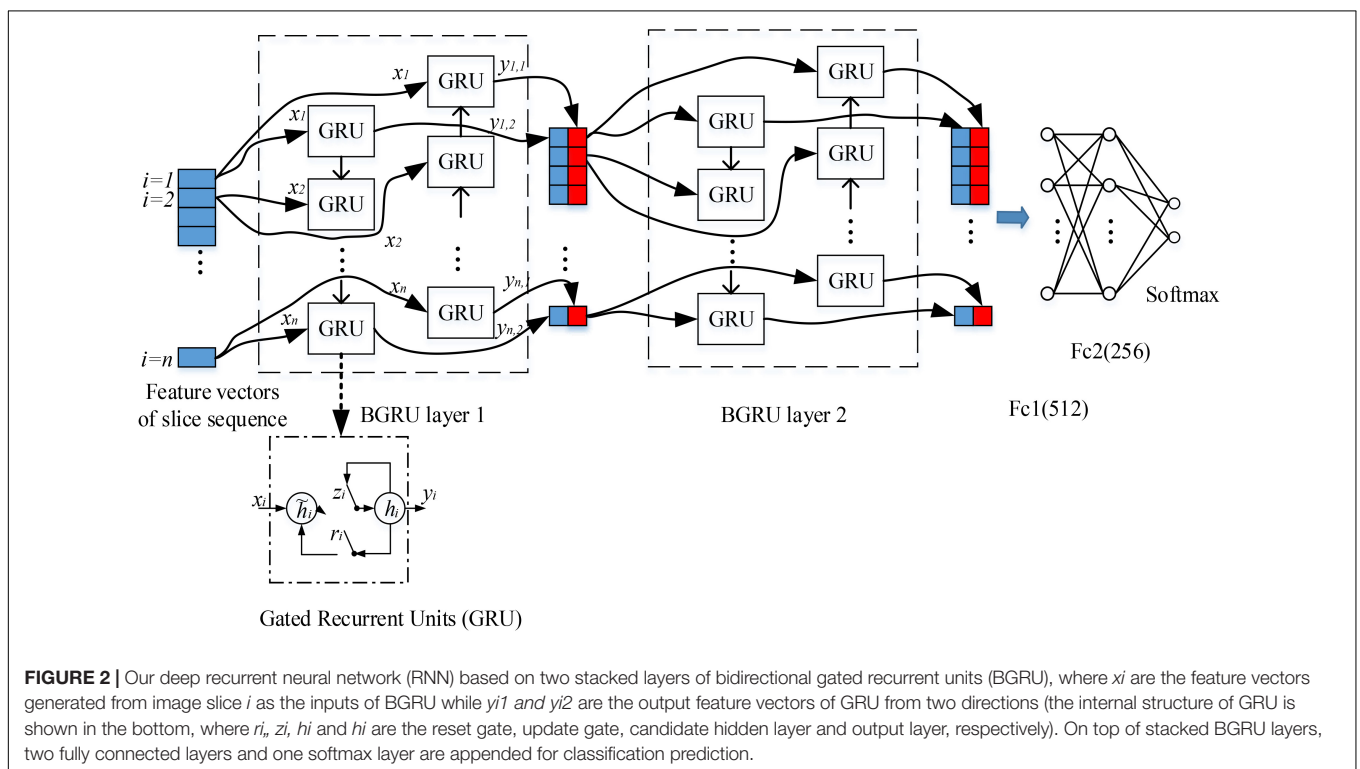 x1
GRU
y1,1
x1
GRU
y1,2
GRU
i=1
i=2
x2
GRU
x2
xn
GRU
yn,1
xn
GRU
yn,2
i=n
Feature vectors
of slice sequence
BGRU layer 1
GRU
GRU
GRU
GRU
GRU
GRU
BGRU layer 2
Softmax
Fc2(256)
Fc1(512)
xi
h̃i
zi
hi
yi
ri
Gated Recurrent Units (GRU)
FIGURE 2 | Our deep recurrent neural network (RNN) based on two stacked layers of bidirectional gated recurrent units (BGRU), where xi are the feature vectors
generated from image slice i as the inputs of BGRU while yi1 and yi2 are the output feature vectors of GRU from two directions (the internal structure of GRU is
shown in the bottom, where ri,, zi, hi and hi are the reset gate, update gate, candidate hidden layer and output layer, respectively). On top of stacked BGRU layers,
two fully connected layers and one softmax layer are appended for classification prediction.